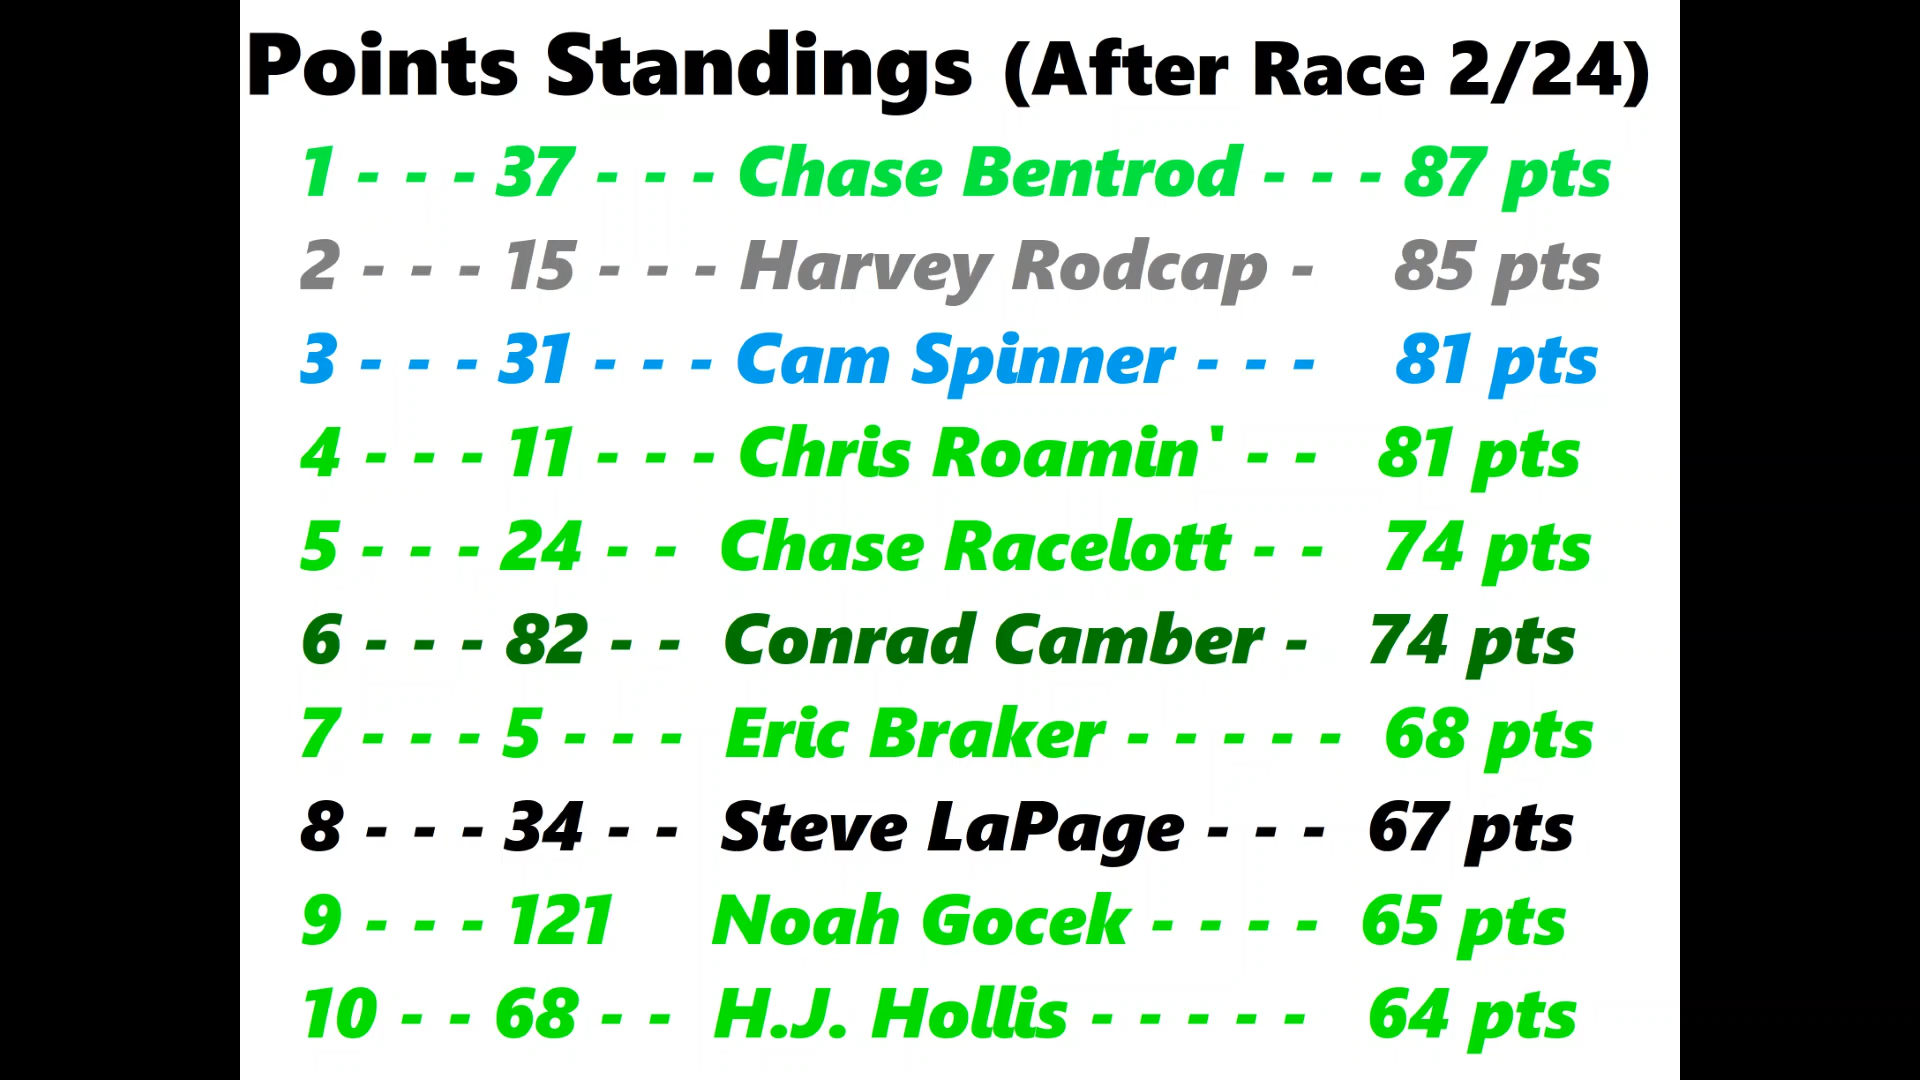 Points Standings (After Race 2/24)
1 - - - 37 - - - Chase Bentrod - - - 87 pts
2 - - - 15 - - - Harvey Rodcap - 85 pts
3 - - - 31 - - - Cam Spinner - - - 81 pts
4 - - - 11 - - - Chris Roamin' - - 81 pts
5 - - - 24 - - Chase Racelott - - 74 pts
6 - - - 82 - - Conrad Camber - 74 pts
7 - - - 5 - - - Eric Braker - - - - - 68 pts
8 - - - 34 - - Steve LaPage - - - 67 pts
9 - - - 121 Noah Gocek - - - - 65 pts
10 - - 68 - - H.J. Hollis - - - - - 64 pts